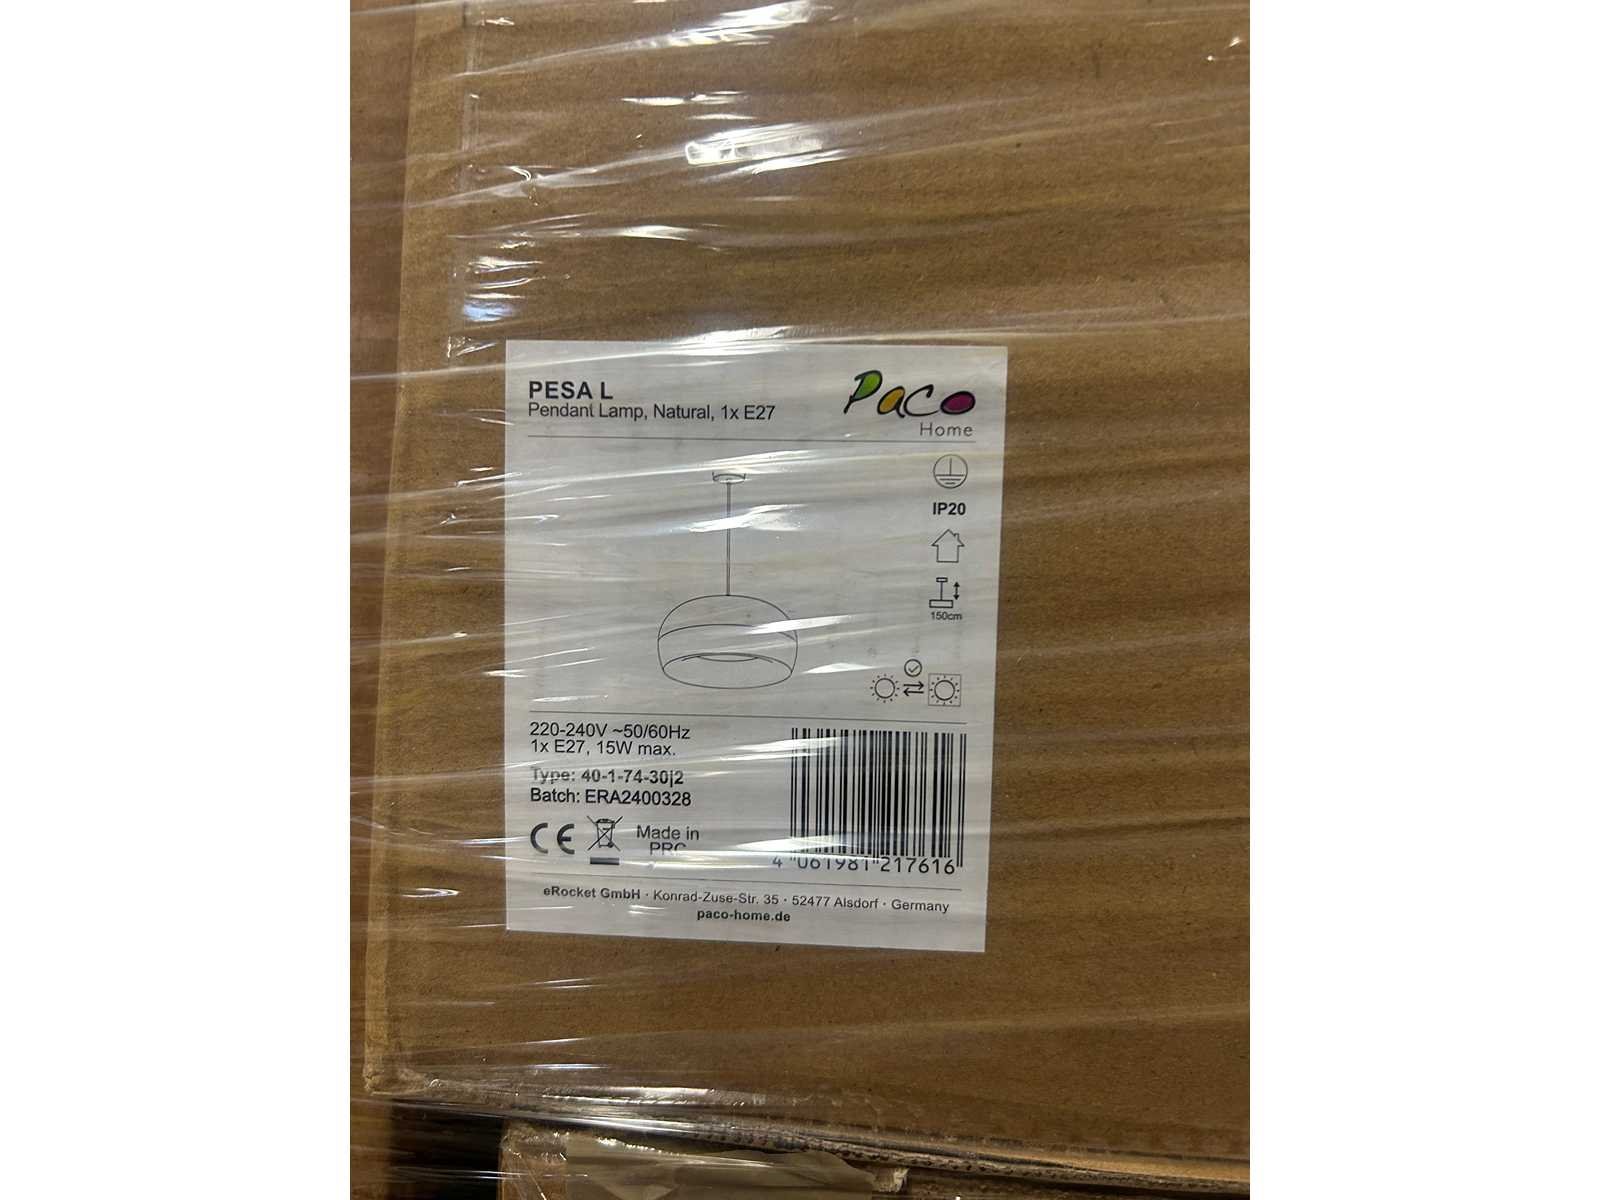 PESA L
Pendant Lamp, Natural, 1x E27
Paco
Home
IP20
150cm
220-240V ~50/60Hz
1x E27, 15W max.
Type: 40-1-74-30|2
Batch: ERA2400328
CE
Made in
PRC
4 061981 217616
eRocket GmbH · Konrad-Zuse-Str. 35 · 52477 Alsdorf · Germany
paco-home.de